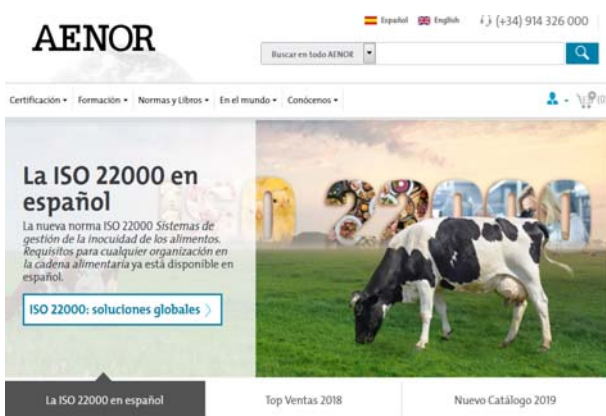 AENOR
Español English (+34) 914 326 000
Buscar en todo AENOR
Certificación Formación Normas y Libros En el mundo Conócenos
(0
ISO 22000
La ISO 22000 en
español
La nueva norma ISO 22000 Sistemas de
gestión de la inocuidad de los alimentos.
Requisitos para cualquier organización en
la cadena alimentaria ya está disponible en
español.
ISO 22000: soluciones globales
La ISO 22000 en español Top Ventas 2018 Nuevo Catálogo 2019